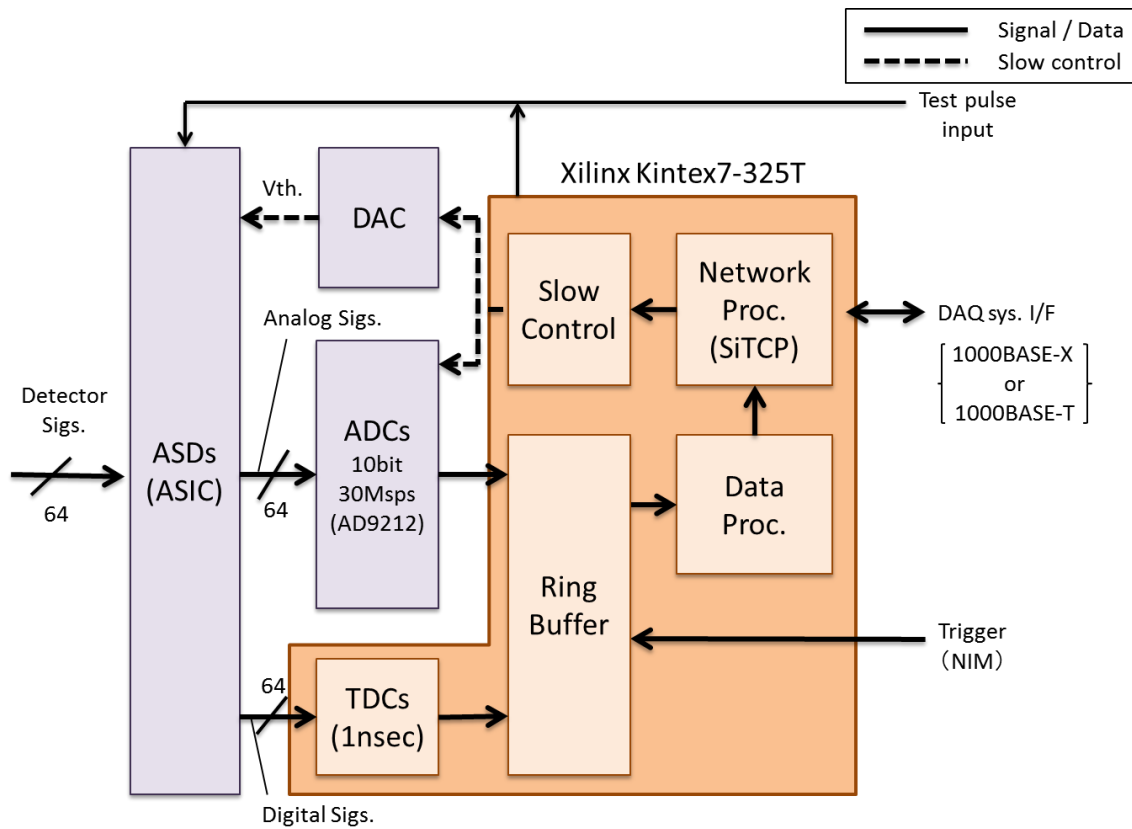 Signal / Data
Slow control
Test pulse
input
Xilinx Kintex7-325T
Vth.
DAC
Slow
Control
Network
Proc.
(SiTCP)
DAQ sys. I/F
1000BASE-X
or
1000BASE-T
Analog Sigs.
Detector
Sigs.
64
ASDs
(ASIC)
64
ADCs
10bit
30Msps
(AD9212)
Data
Proc.
Ring
Buffer
Trigger
（NIM）
64
TDCs
(1nsec)
Digital Sigs.